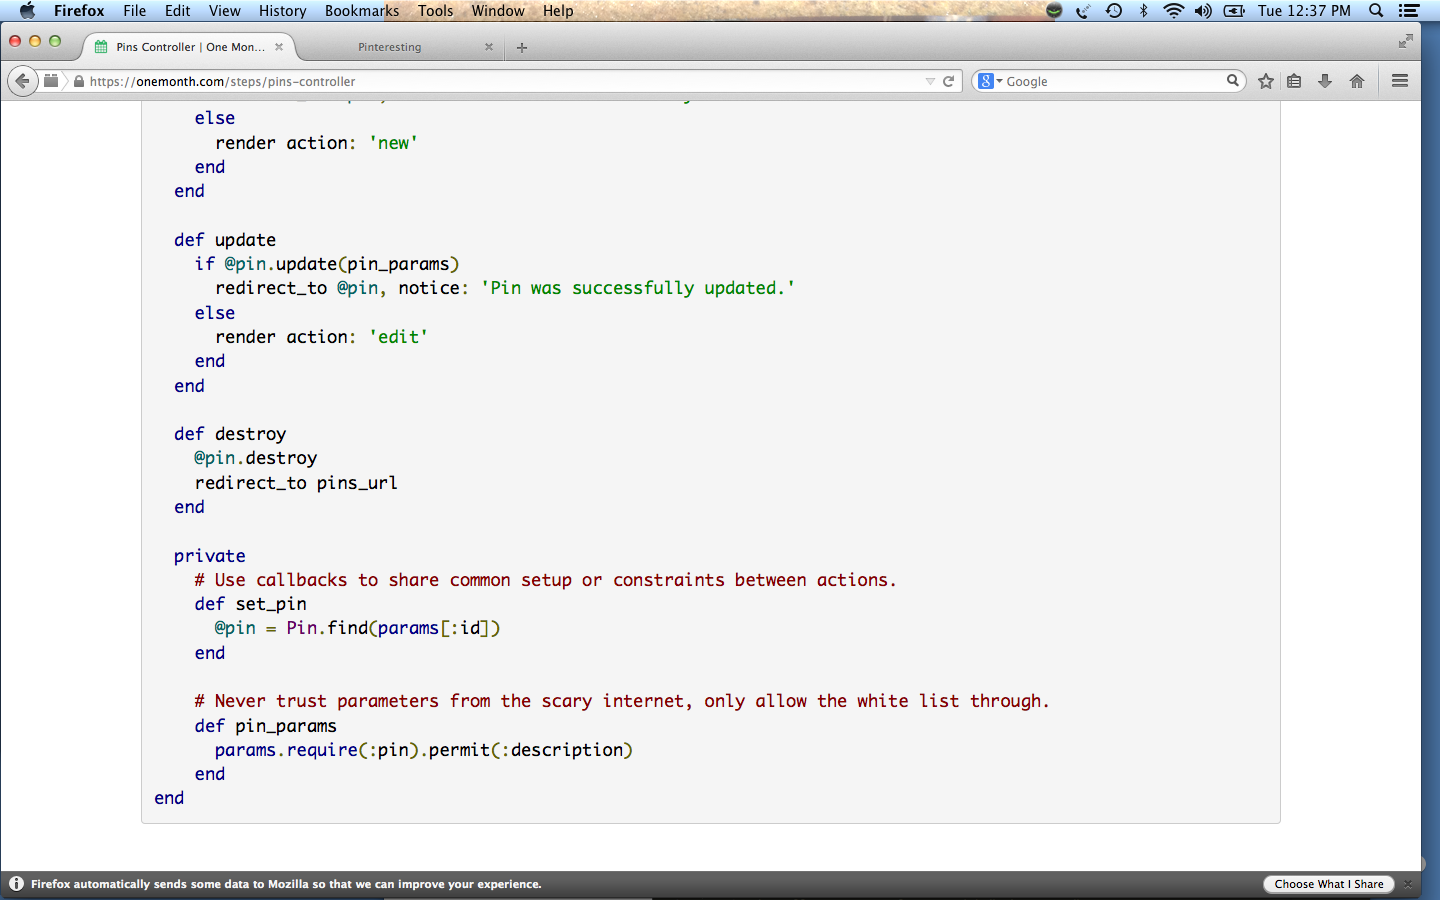 Firefox File Edit View History Bookmarks Tools Window Help Tue 12:37 PM
Pins Controller | One Mon... Pinteresting
https://onemonth.com/steps/pins-controller Google
else
render action: 'new'
end
end
def update
if @pin.update(pin_params)
redirect_to @pin, notice: 'Pin was successfully updated.'
else
render action: 'edit'
end
end
def destroy
@pin.destroy
redirect_to pins_url
end
private
# Use callbacks to share common setup or constraints between actions.
def set_pin
@pin = Pin.find(params[:id])
end
# Never trust parameters from the scary internet, only allow the white list through.
def pin_params
params.require(:pin).permit(:description)
end
end
Firefox automatically sends some data to Mozilla so that we can improve your experience. Choose What I Share